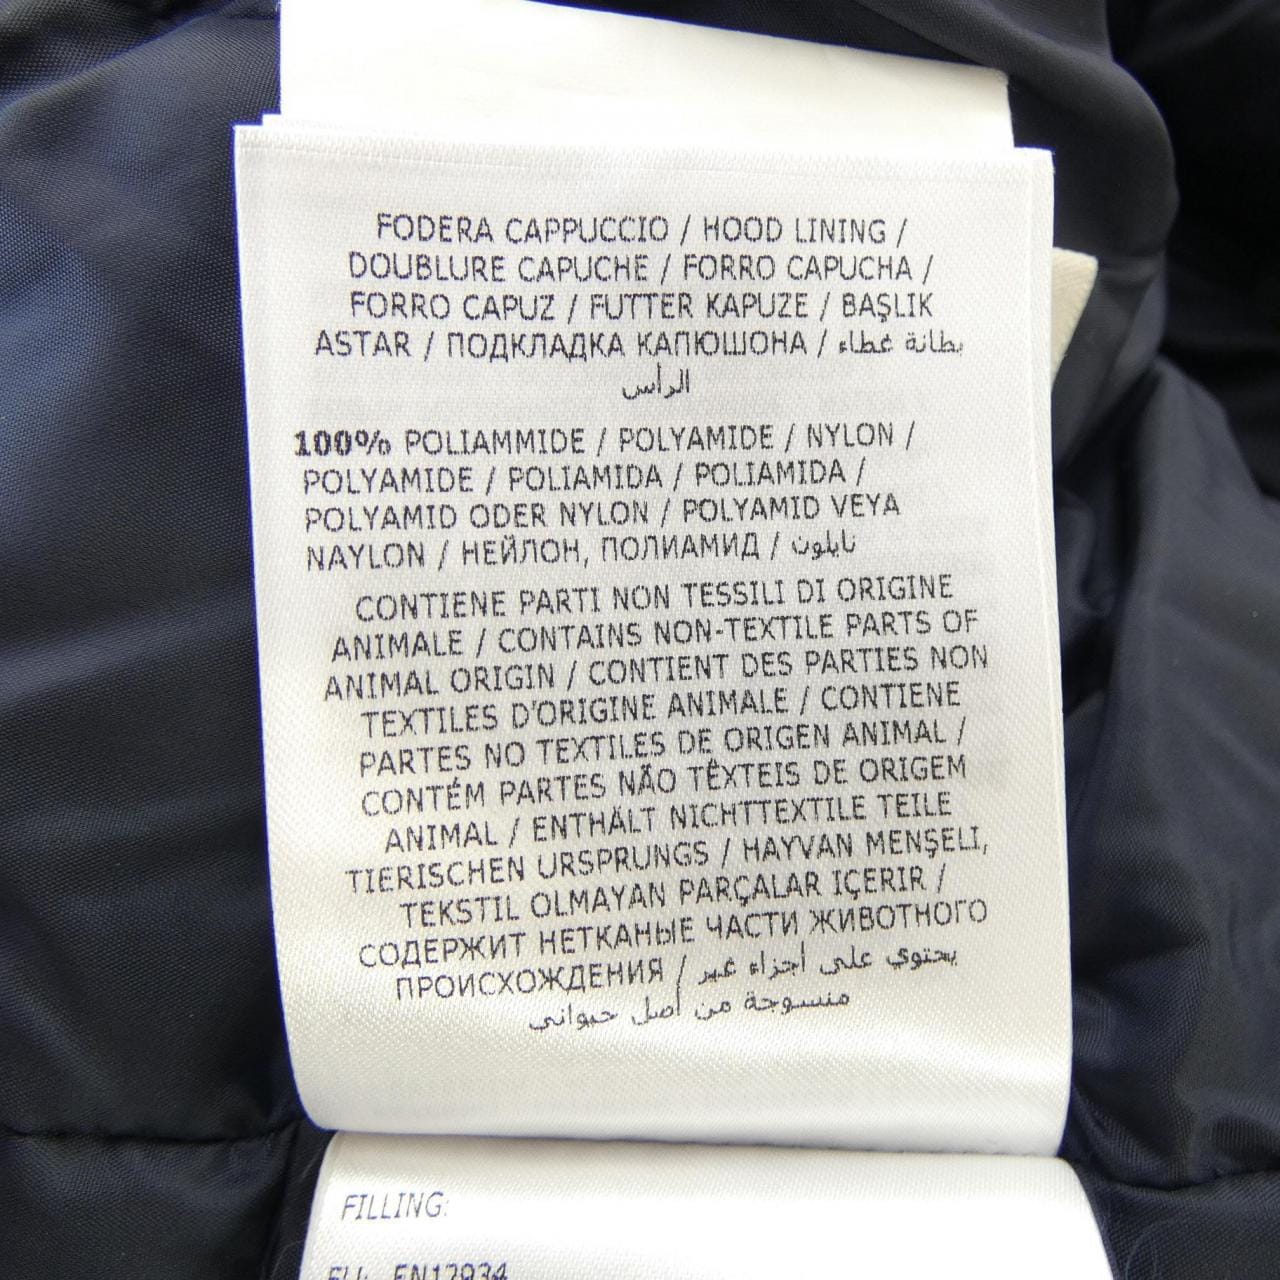 FODERA CAPPUCCIO / HOOD LINING /
DOUBLURE CAPUCHE / FORRO CAPUCHA /
FORRO CAPUZ / FUTTER KAPUZE / BAŞLIK
ASTAR / ПОДКЛАДКА КАПЮШОНА / بطانة غطاء
الرأس
100% POLIAMMIDE / POLYAMIDE / NYLON /
POLYAMIDE / POLIAMIDA / POLIAMIDA /
POLYAMID ODER NYLON / POLYAMID VEYA
NAYLON / НЕЙЛОН, ПОЛИАМИД / نايلون
CONTIENE PARTI NON TESSILI DI ORIGINE
ANIMALE / CONTAINS NON-TEXTILE PARTS OF
ANIMAL ORIGIN / CONTIENT DES PARTIES NON
TEXTILES D'ORIGINE ANIMALE / CONTIENE
PARTES NO TEXTILES DE ORIGEN ANIMAL /
CONTÉM PARTES NÃO TÊXTEIS DE ORIGEM
ANIMAL / ENTHÄLT NICHTTEXTILE TEILE
TIERISCHEN URSPRUNGS / HAYVAN MENŞELI,
TEKSTIL OLMAYAN PARÇALAR IÇERIR /
СОДЕРЖИТ НЕТКАНЫЕ ЧАСТИ ЖИВОТНОГО
ПРОИСХОЖДЕНИЯ / يحتوي على أجزاء غير
منسوجة من أصل حيواني
FILLING:
EN12934